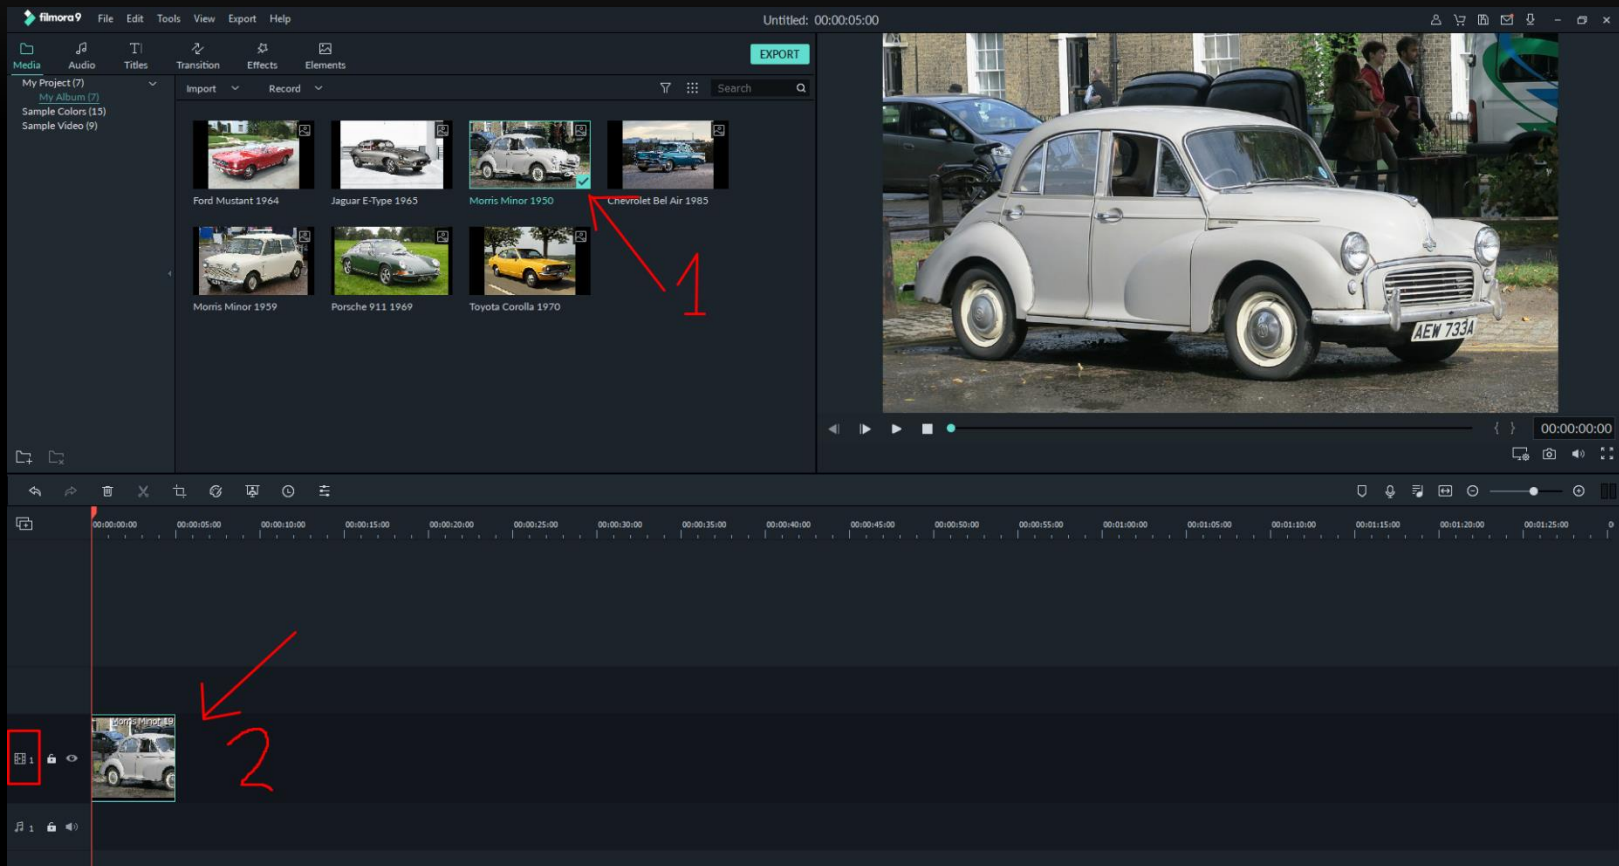 filmora9 File Edit Tools View Export Help Untitled: 00:00:05:00
Media Audio Titles Transition Effects Elements EXPORT
My Project (7)
My Album (7)
Sample Colors (15)
Sample Video (9)
Import Record Search
Ford Mustant 1964 Jaguar E-Type 1965 Morris Minor 1950 Chevrolet Bel Air 1985
Morris Minor 1959 Porsche 911 1969 Toyota Corolla 1970
1
AEW 733A
{ } 00:00:00:00
00:00:00:00 00:00:05:00 00:00:10:00 00:00:15:00 00:00:20:00 00:00:25:00 00:00:30:00 00:00:35:00 00:00:40:00 00:00:45:00 00:00:50:00 00:00:55:00 00:01:00:00 00:01:05:00 00:01:10:00 00:01:15:00 00:01:20:00 00:01:25:00 0
Morris Minor 19
2
1
1